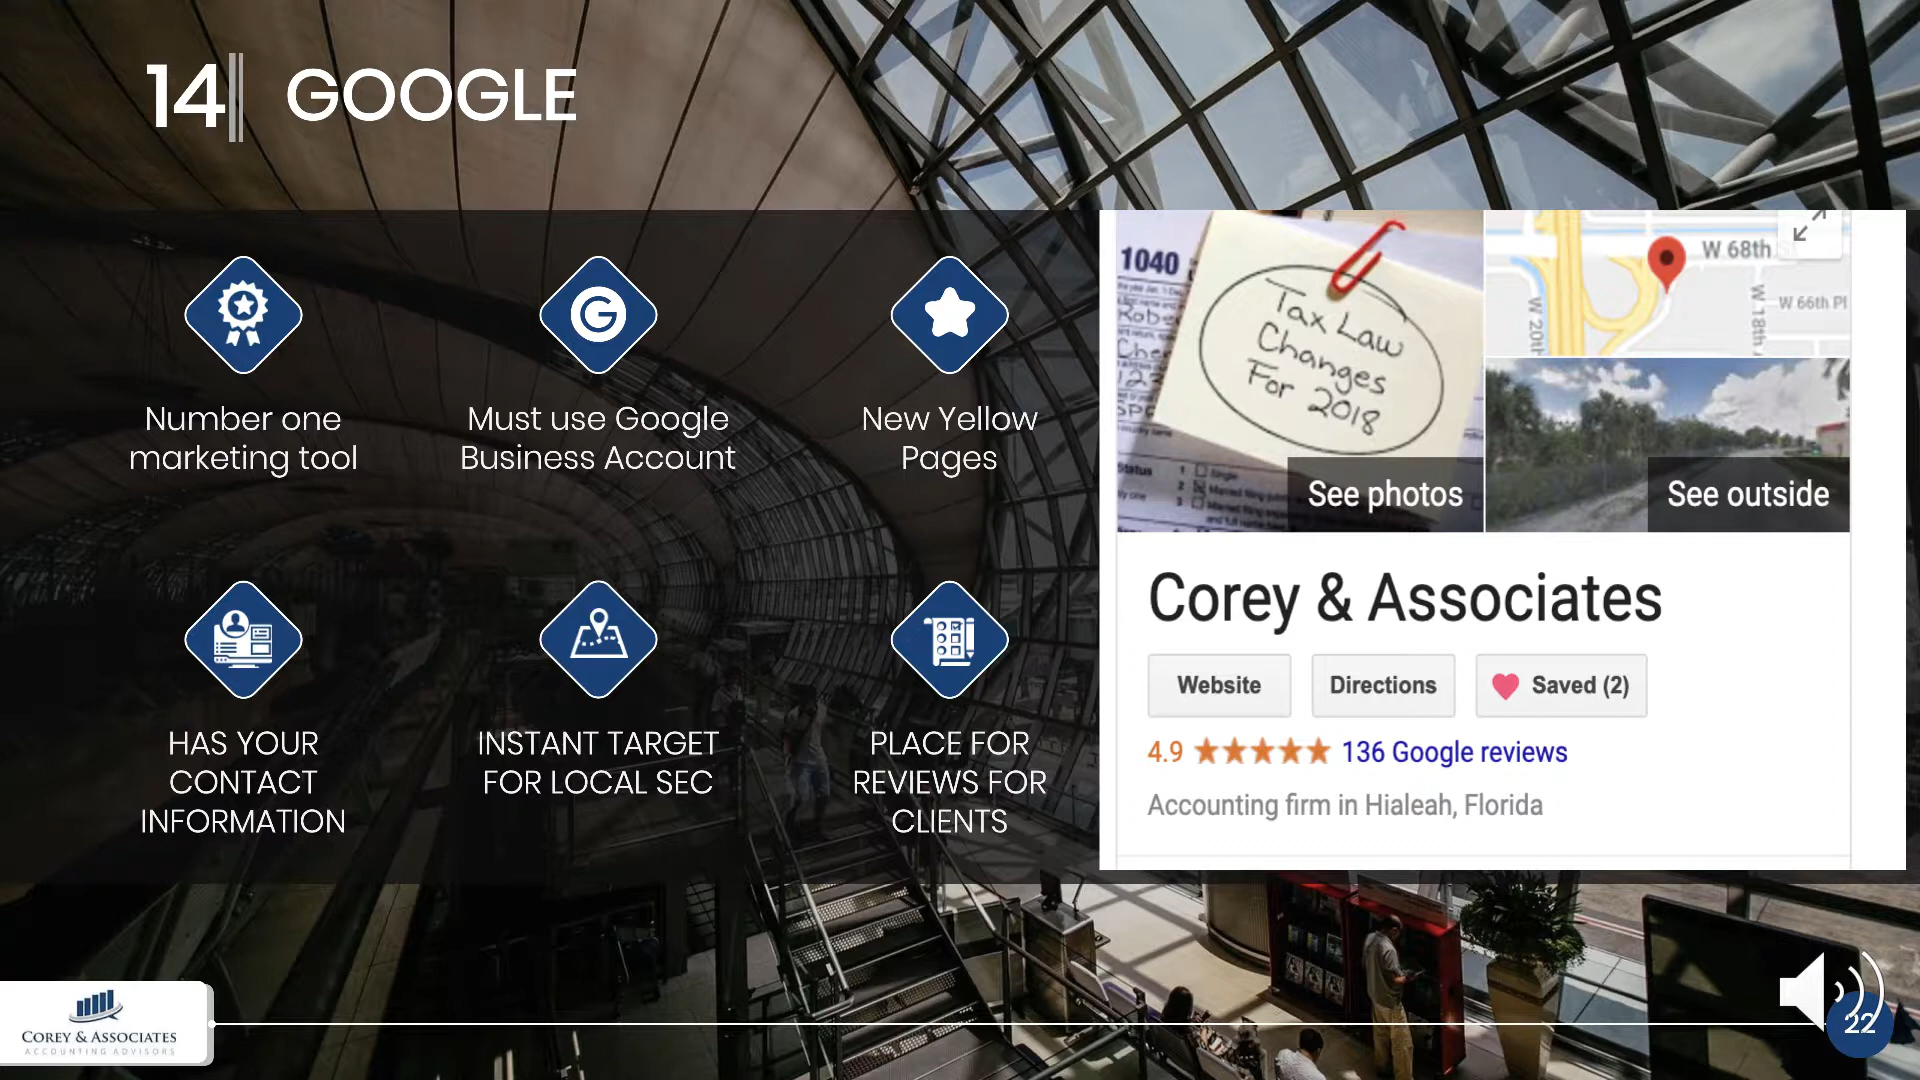 14 GOOGLE
Number one
marketing tool
Must use Google
Business Account
New Yellow
Pages
HAS YOUR
CONTACT
INFORMATION
INSTANT TARGET
FOR LOCAL SEC
PLACE FOR
REVIEWS FOR
CLIENTS
1040
Tax Law
Changes
For 2018
See photos
W 68th
W 66th Pl
W 20th
W 18th
See outside
Corey & Associates
Website
Directions
Saved (2)
4.9 136 Google reviews
Accounting firm in Hialeah, Florida
COREY & ASSOCIATES
ACCOUNTING ADVISORS
22